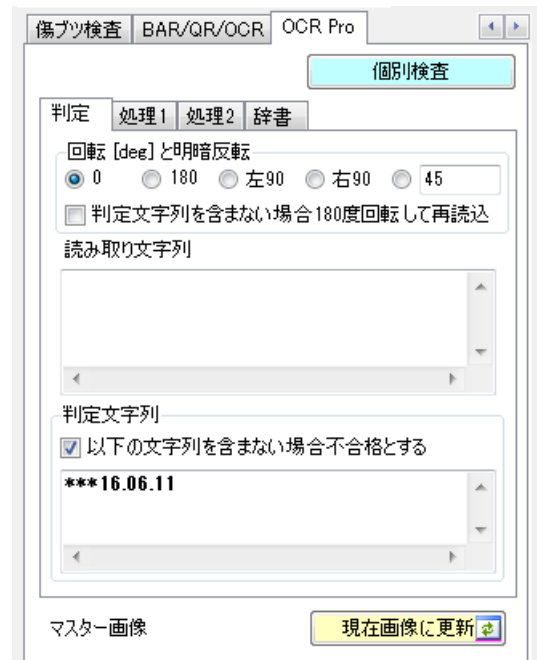 傷ブツ検査 BAR/QR/OCR OCR Pro
個別検査
判定 処理1 処理2 辞書
回転 [deg] と明暗反転
0 180 左90 右90 45
判定文字列を含まない場合180度回転して再読込
読み取り文字列
判定文字列
以下の文字列を含まない場合不合格とする
***16.06.11
マスター画像 現在画像に更新